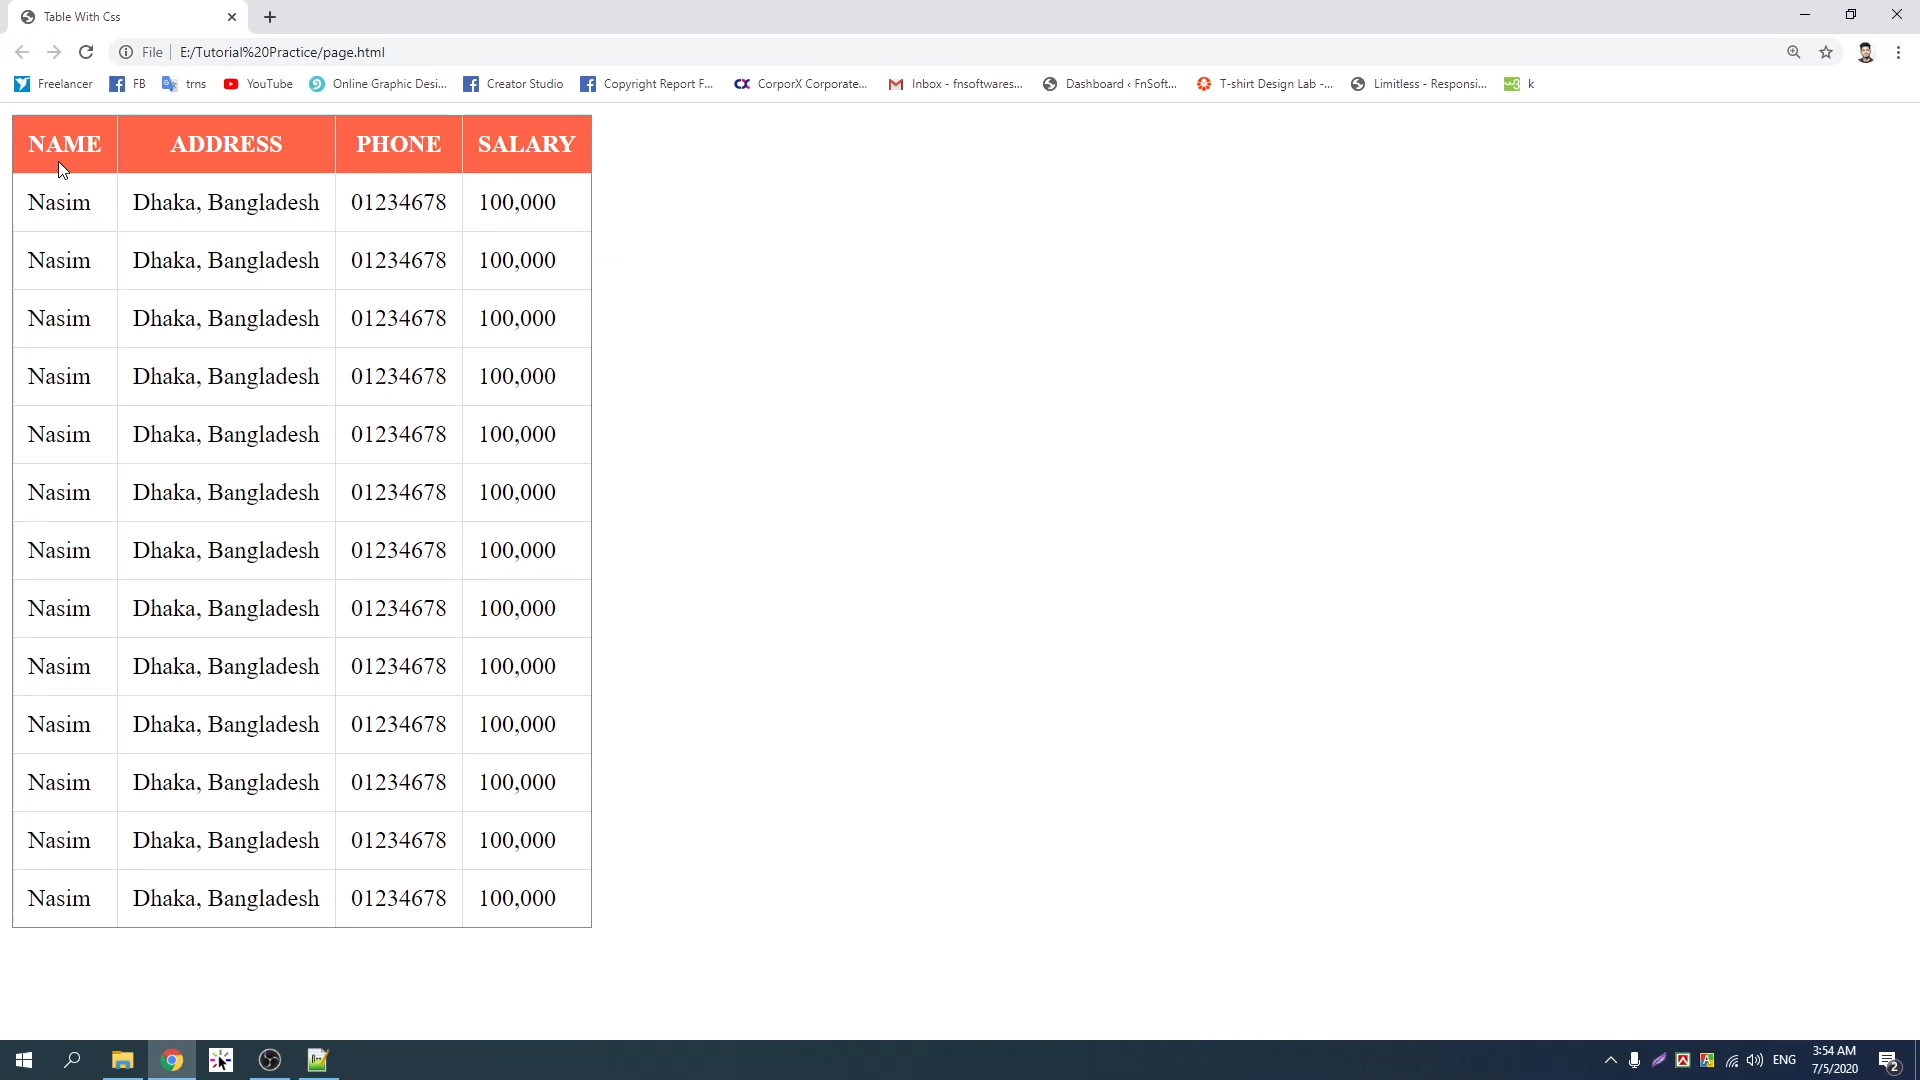 Table With Css
File E:/Tutorial%20Practice/page.html
Freelancer FB trns YouTube Online Graphic Desi... Creator Studio Copyright Report F... CX CorporX Corporate... Inbox - fnsoftwares... Dashboard ‹ FnSoft... T-shirt Design Lab -... Limitless - Responsi... k
NAME ADDRESS PHONE SALARY
Nasim Dhaka, Bangladesh 01234678 100,000
Nasim Dhaka, Bangladesh 01234678 100,000
Nasim Dhaka, Bangladesh 01234678 100,000
Nasim Dhaka, Bangladesh 01234678 100,000
Nasim Dhaka, Bangladesh 01234678 100,000
Nasim Dhaka, Bangladesh 01234678 100,000
Nasim Dhaka, Bangladesh 01234678 100,000
Nasim Dhaka, Bangladesh 01234678 100,000
Nasim Dhaka, Bangladesh 01234678 100,000
Nasim Dhaka, Bangladesh 01234678 100,000
Nasim Dhaka, Bangladesh 01234678 100,000
Nasim Dhaka, Bangladesh 01234678 100,000
Nasim Dhaka, Bangladesh 01234678 100,000
ENG 3:54 AM
7/5/2020 2